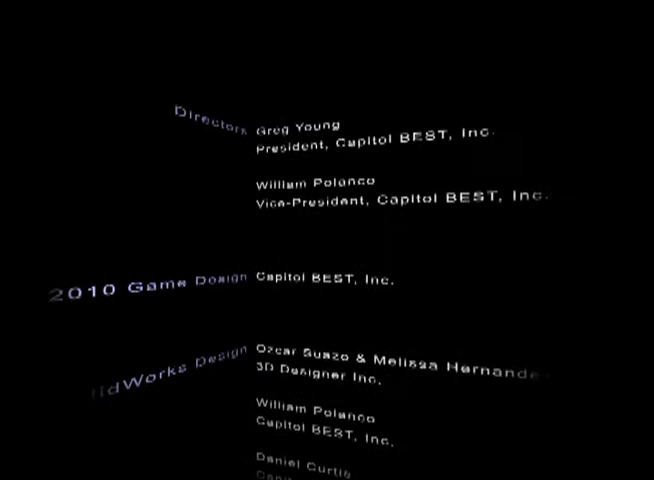 Directors
Greg Young
President, Capitol BEST, Inc.
William Polanco
Vice-President, Capitol BEST, Inc.
2010 Game Design
Capitol BEST, Inc.
Design
Ozcar Suazo & Melissa
3D Designer Inc.
William Polanco
Capitol BEST, Inc.
Daniel Curtis